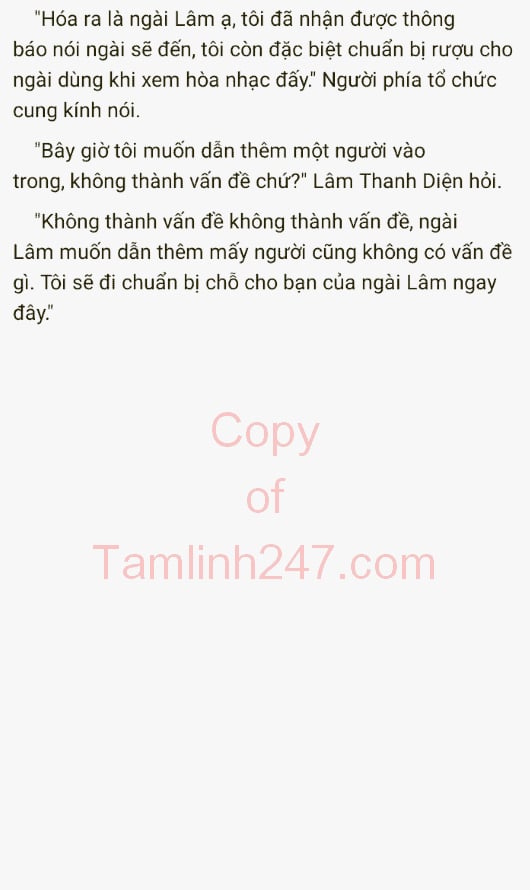 "Hóa ra là ngài Lâm ạ, tôi đã nhận được thông
báo nói ngài sẽ đến, tôi còn đặc biệt chuẩn bị rượu cho
ngài dùng khi xem hòa nhạc đấy." Người phía tổ chức
cung kính nói.
"Bây giờ tôi muốn dẫn thêm một người vào
trong, không thành vấn đề chứ?" Lâm Thanh Diện hỏi.
"Không thành vấn đề không thành vấn đề, ngài
Lâm muốn dẫn thêm mấy người cũng không có vấn đề
gì. Tôi sẽ đi chuẩn bị chỗ cho bạn của ngài Lâm ngay
đây."
Copy
of
Tamlinh247.com